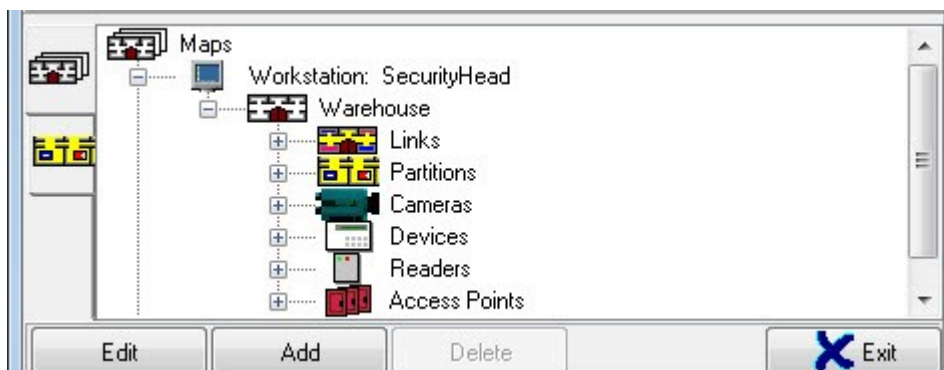 Maps
Workstation: SecurityHead
Warehouse
Links
Partitions
Cameras
Devices
Readers
Access Points
Edit Add Delete Exit